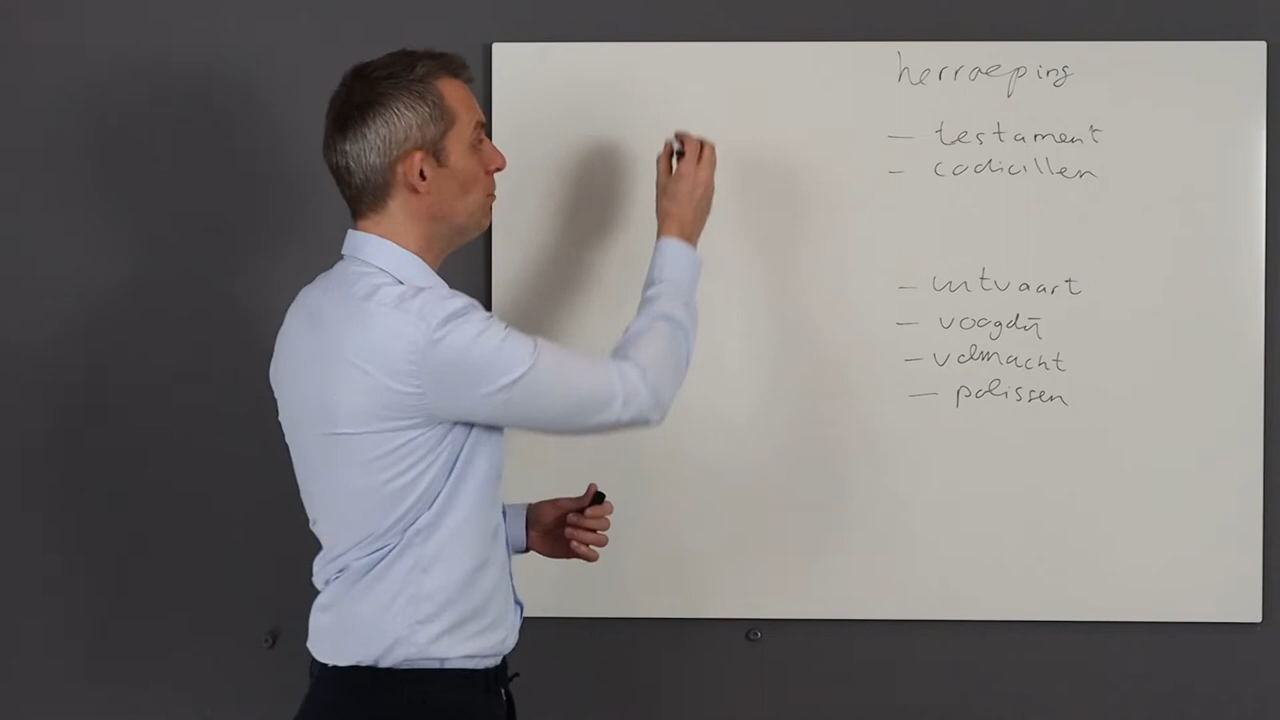 herroeping
– testament
– codicillen
– uitvaart
– voogdij
– volmacht
– polissen